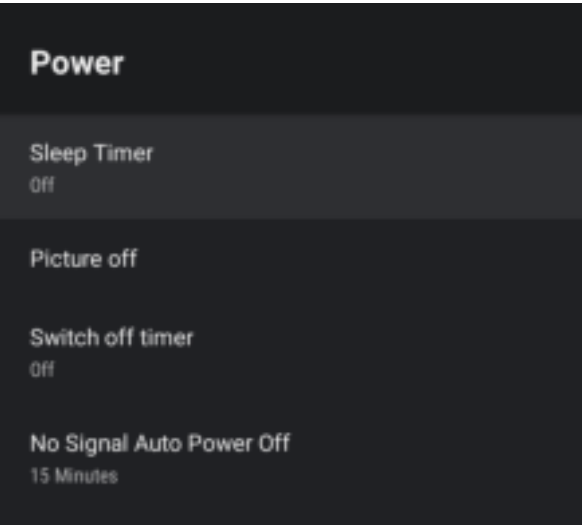 Power
Sleep Timer
Off
Picture off
Switch off timer
Off
No Signal Auto Power Off
15 Minutes